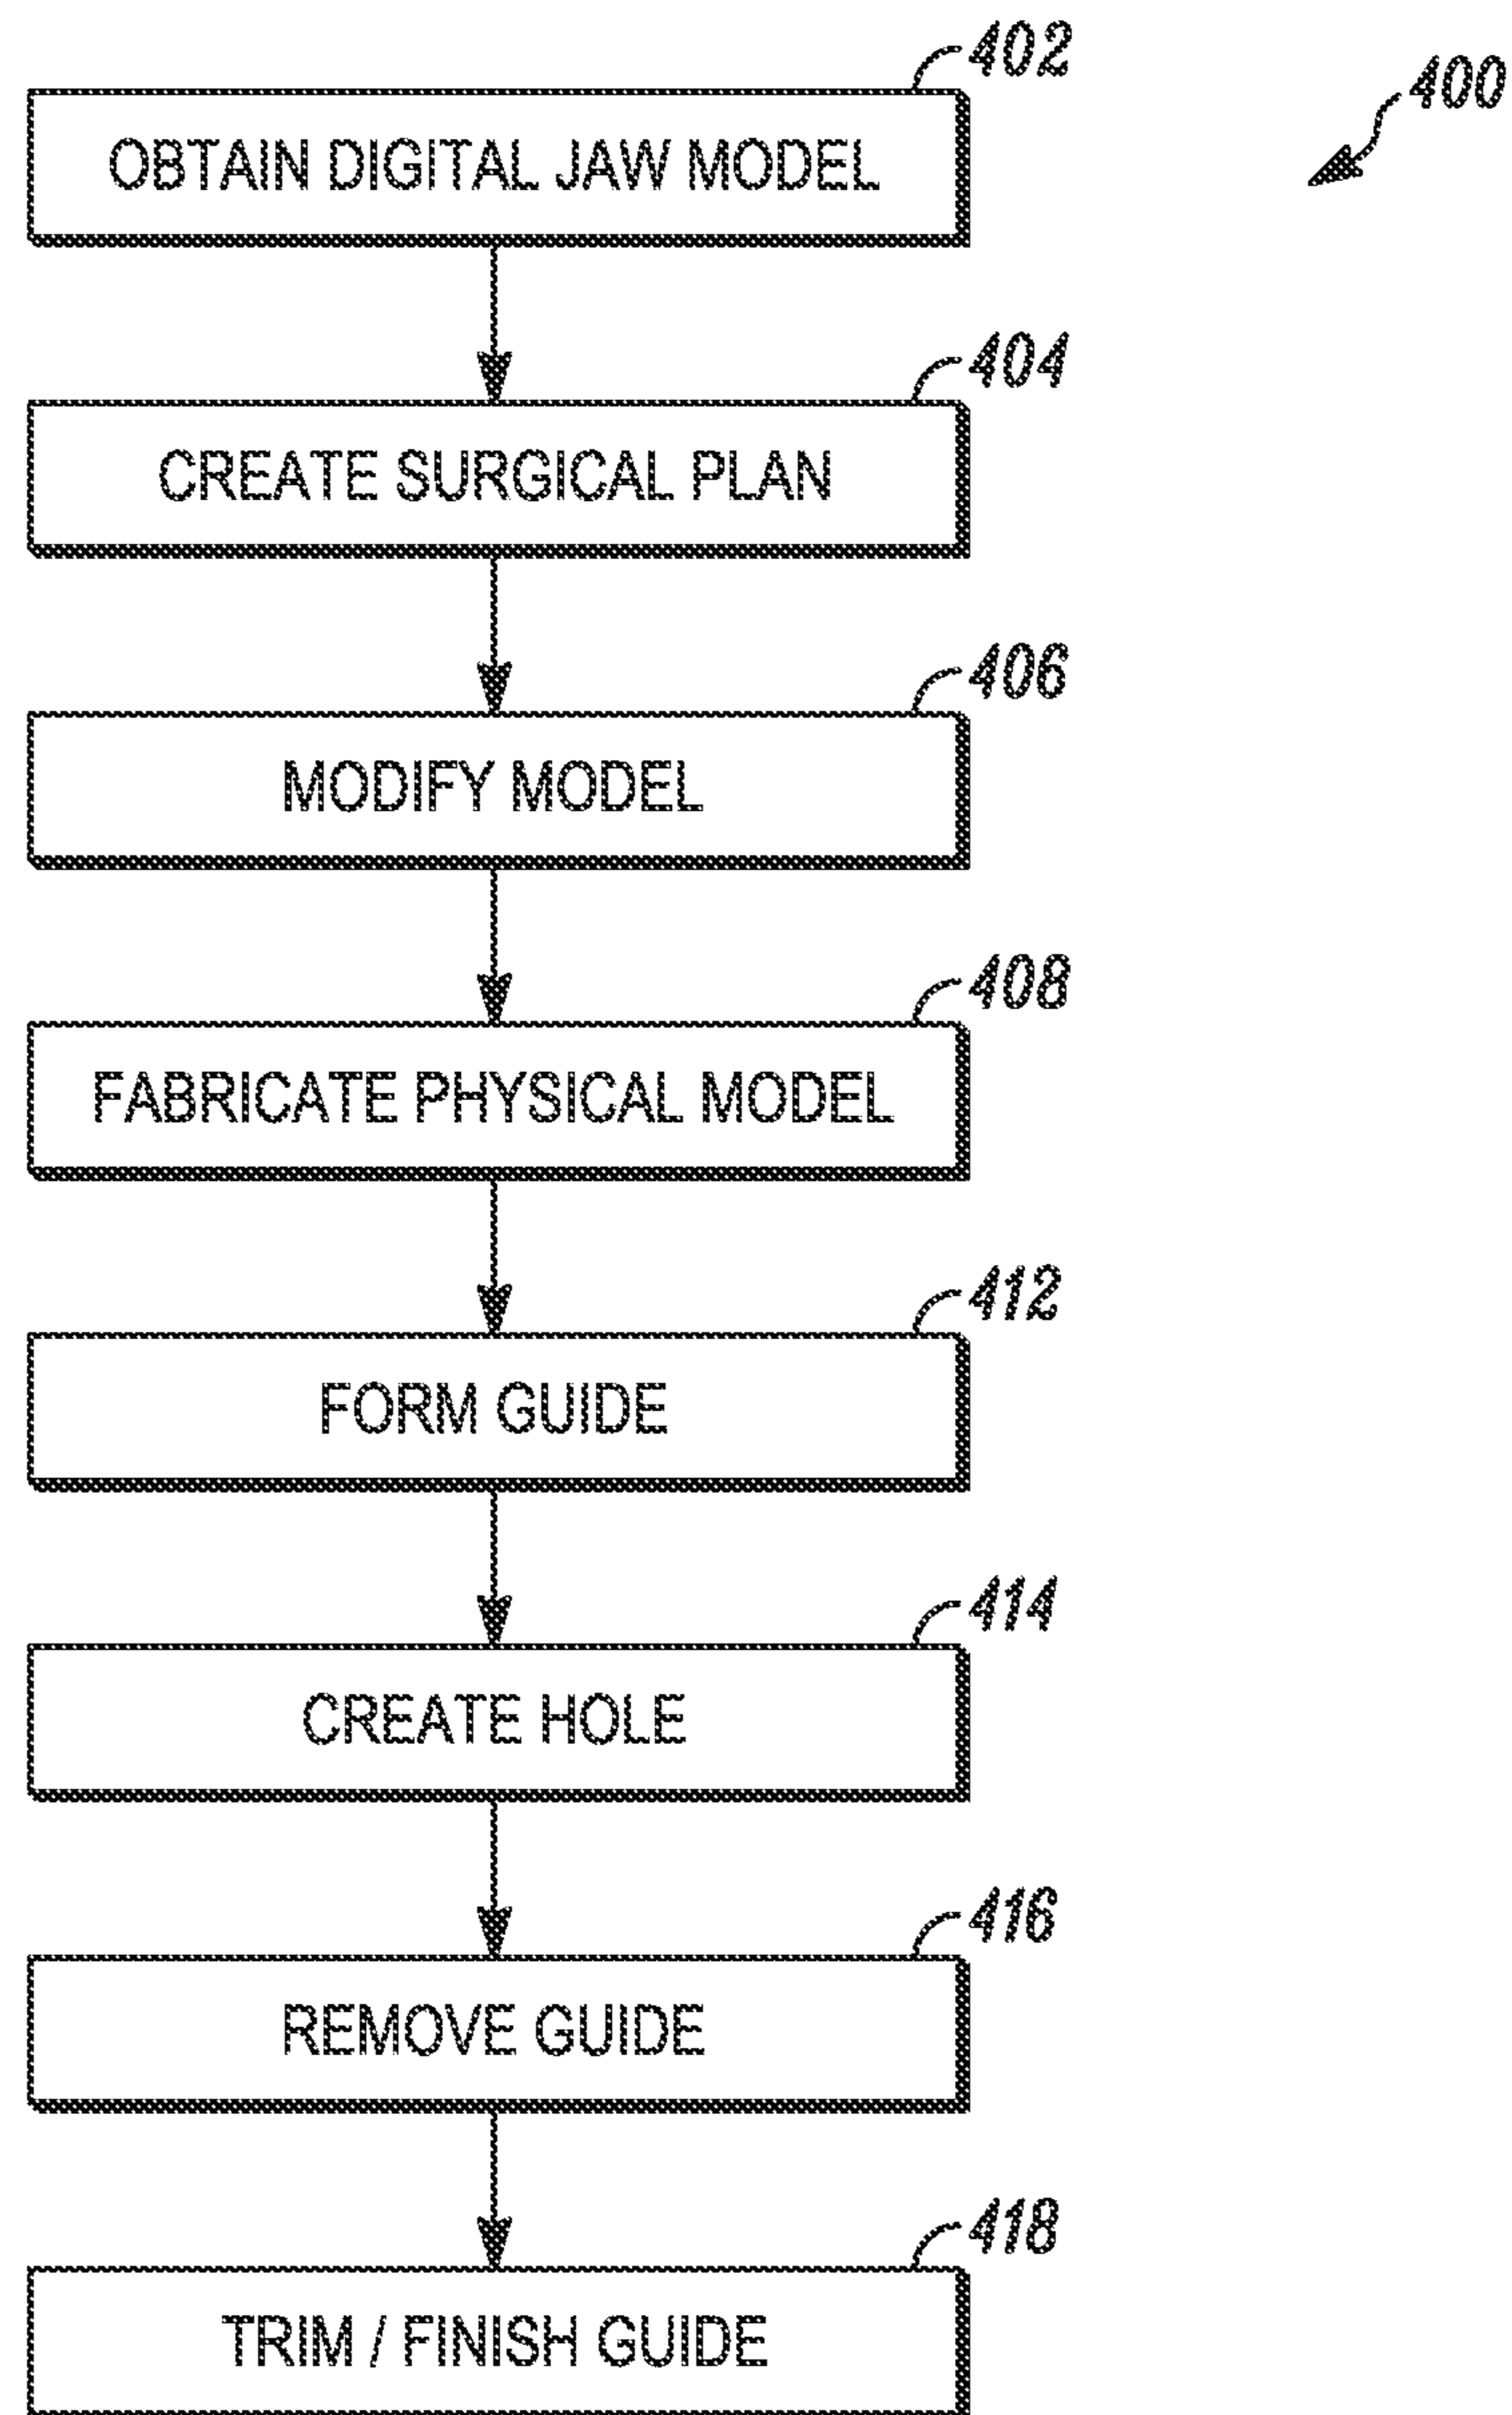 402
400
OBTAIN DIGITAL JAW MODEL
404
CREATE SURGICAL PLAN
406
MODIFY MODEL
408
FABRICATE PHYSICAL MODEL
412
FORM GUIDE
414
CREATE HOLE
416
REMOVE GUIDE
418
TRIM / FINISH GUIDE